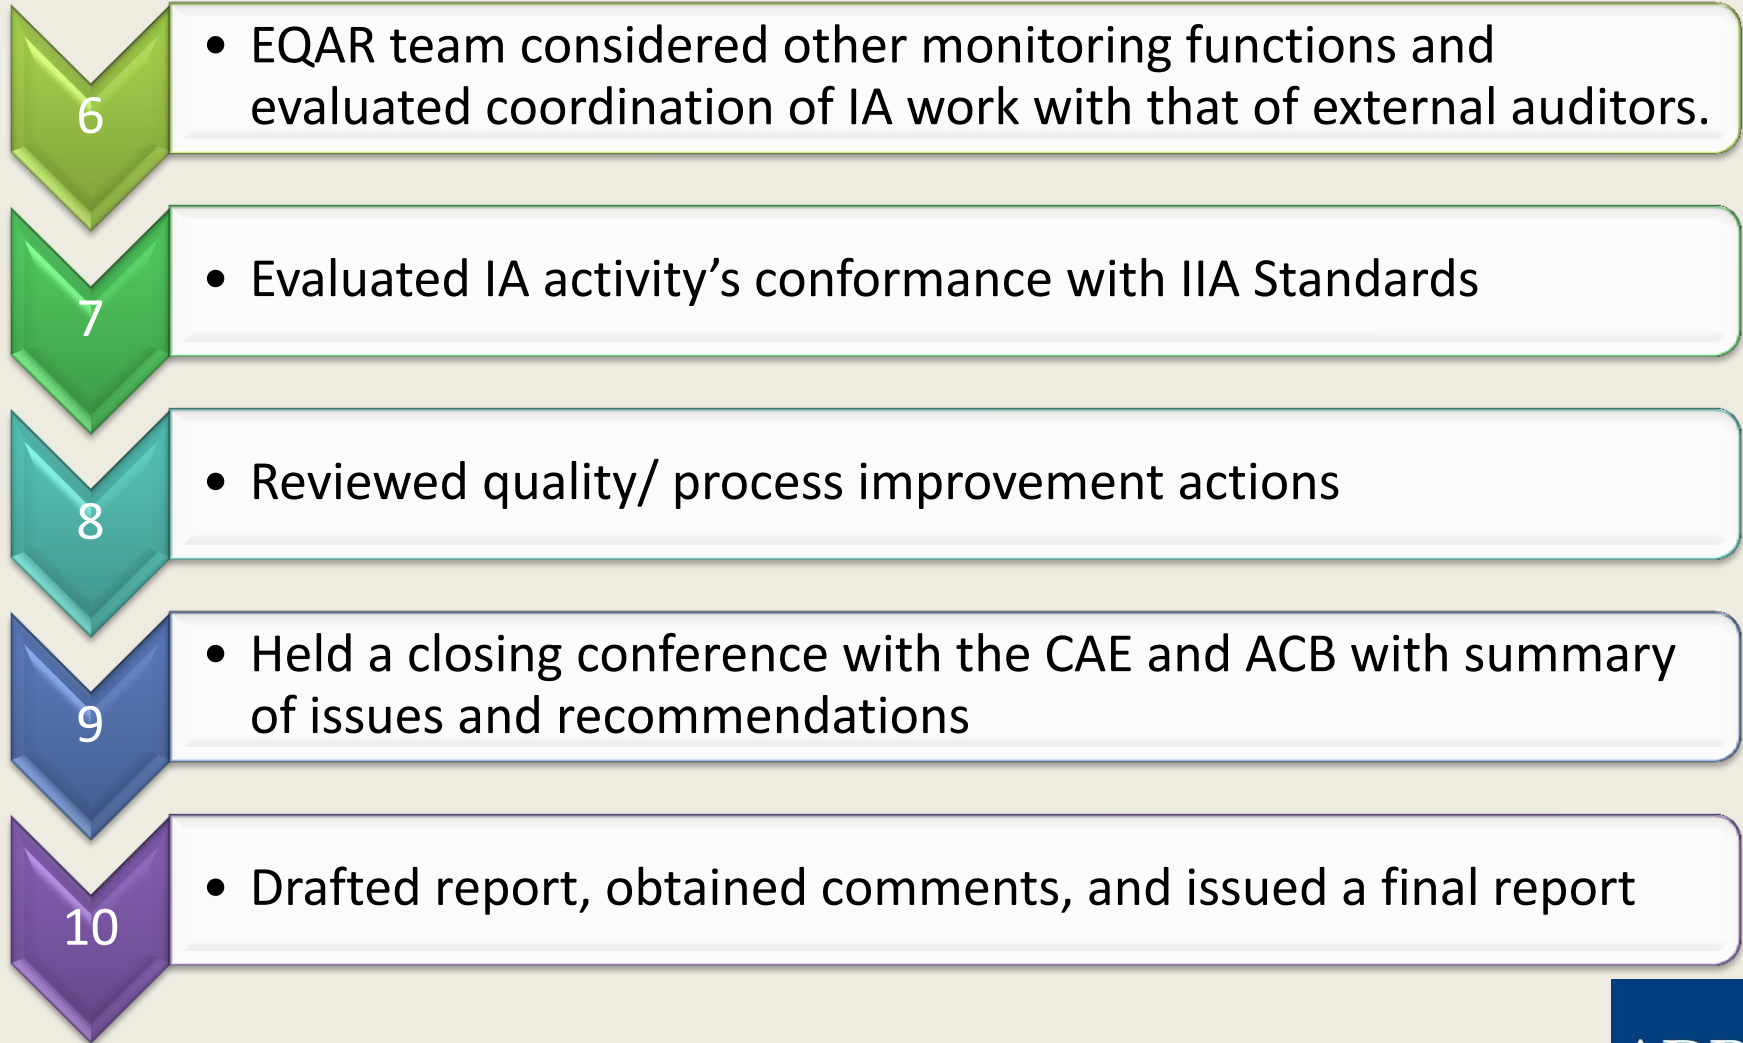 6
• EQAR team considered other monitoring functions and
evaluated coordination of IA work with that of external auditors.
7
• Evaluated IA activity’s conformance with IIA Standards
8
• Reviewed quality/ process improvement actions
9
• Held a closing conference with the CAE and ACB with summary
of issues and recommendations
10
• Drafted report, obtained comments, and issued a final report